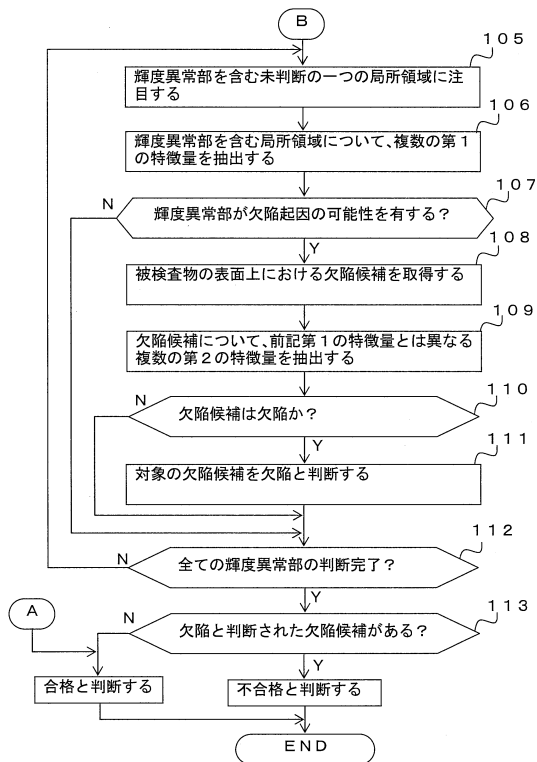 B
105
輝度異常部を含む未判断の一つの局所領域に注
目する
106
輝度異常部を含む局所領域について、複数の第１
の特徴量を抽出する
107
N
輝度異常部が欠陥起因の可能性を有する？
Y
108
被検査物の表面上における欠陥候補を取得する
109
欠陥候補について、前記第１の特徴量とは異なる
複数の第２の特徴量を抽出する
110
N
欠陥候補は欠陥か？
Y
111
対象の欠陥候補を欠陥と判断する
112
N
全ての輝度異常部の判断完了？
Y
A
113
N
欠陥と判断された欠陥候補がある？
Y
合格と判断する
不合格と判断する
END